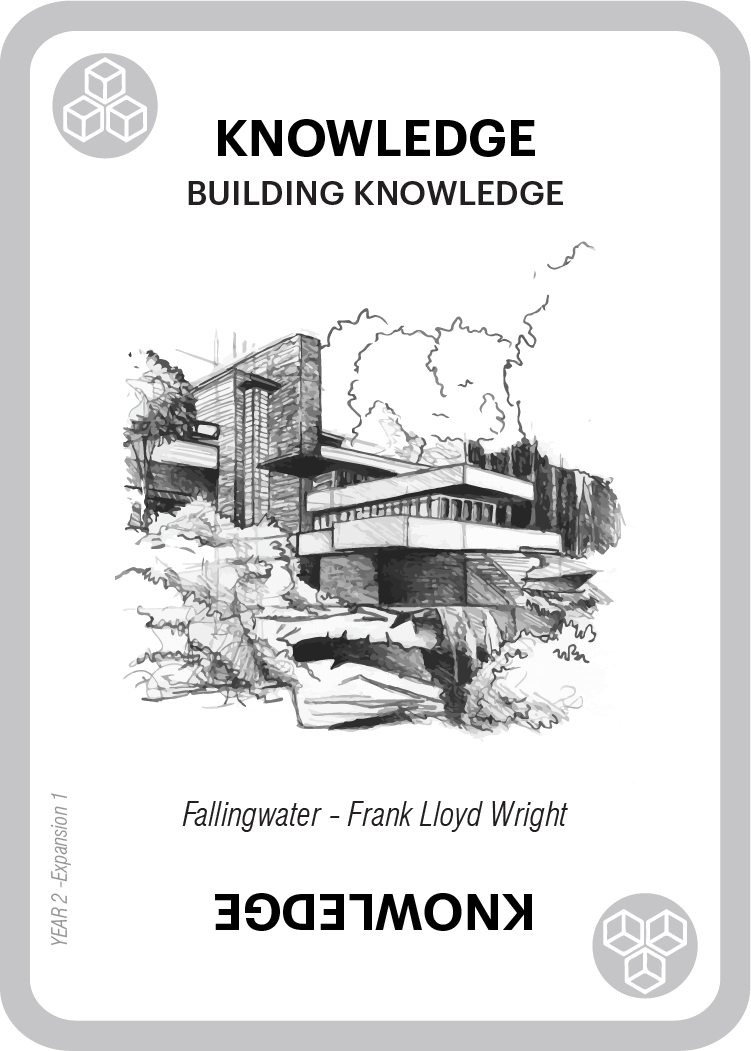 KNOWLEDGE
BUILDING KNOWLEDGE
Fallingwater - Frank Lloyd Wright
YEAR 2 -Expansion 1
KNOWLEDGE